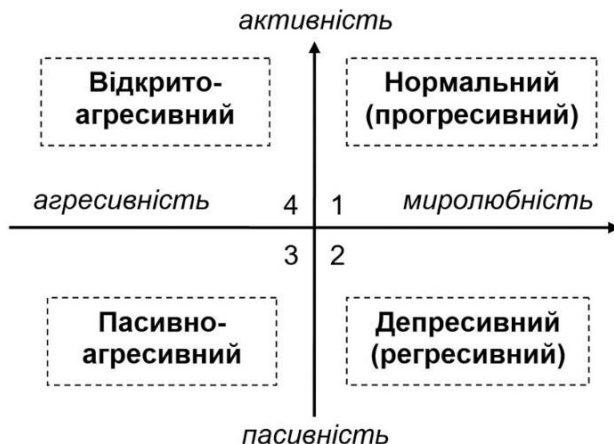 активність
Відкрито-
агресивний
Нормальний
(прогресивний)
агресивність 4 1 миролюбність
3 2
Пасивно-
агресивний
Депресивний
(регресивний)
пасивність